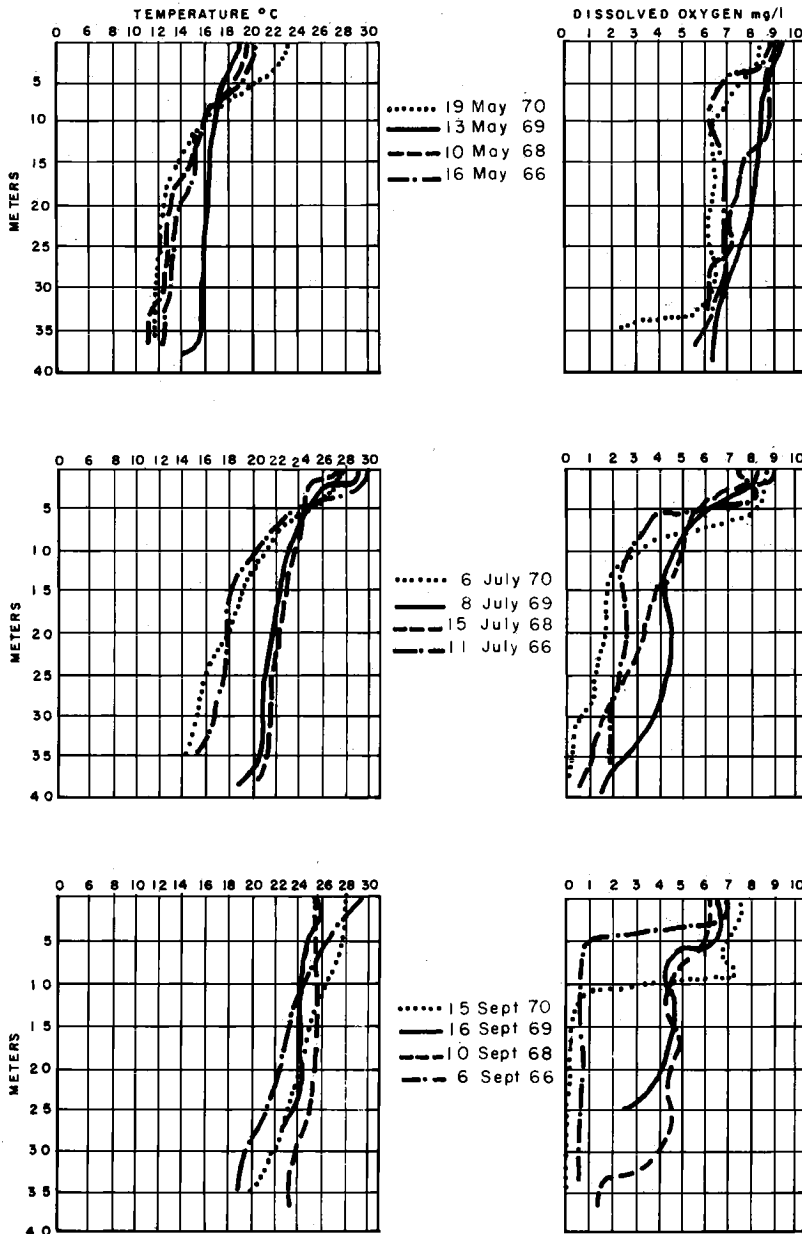 TEMPERATURE °C
DISSOLVED OXYGEN mg/l
0 6 8 10 12 14 16 18 20 22 24 26 28 30
0 1 2 3 4 5 6 7 8 9 10
5
10
15
20
25
30
35
40
METERS
19 May 70
13 May 69
10 May 68
16 May 66
0 6 8 10 12 14 16 18 20 22 24 26 28 30
0 1 2 3 4 5 6 7 8 9 10
5
10
15
20
25
30
35
40
METERS
6 July 70
8 July 69
15 July 68
11 July 66
0 6 8 10 12 14 16 18 20 22 24 26 28 30
0 1 2 3 4 5 6 7 8 9 10
5
10
15
20
25
30
35
40
METERS
15 Sept 70
16 Sept 69
10 Sept 68
6 Sept 66